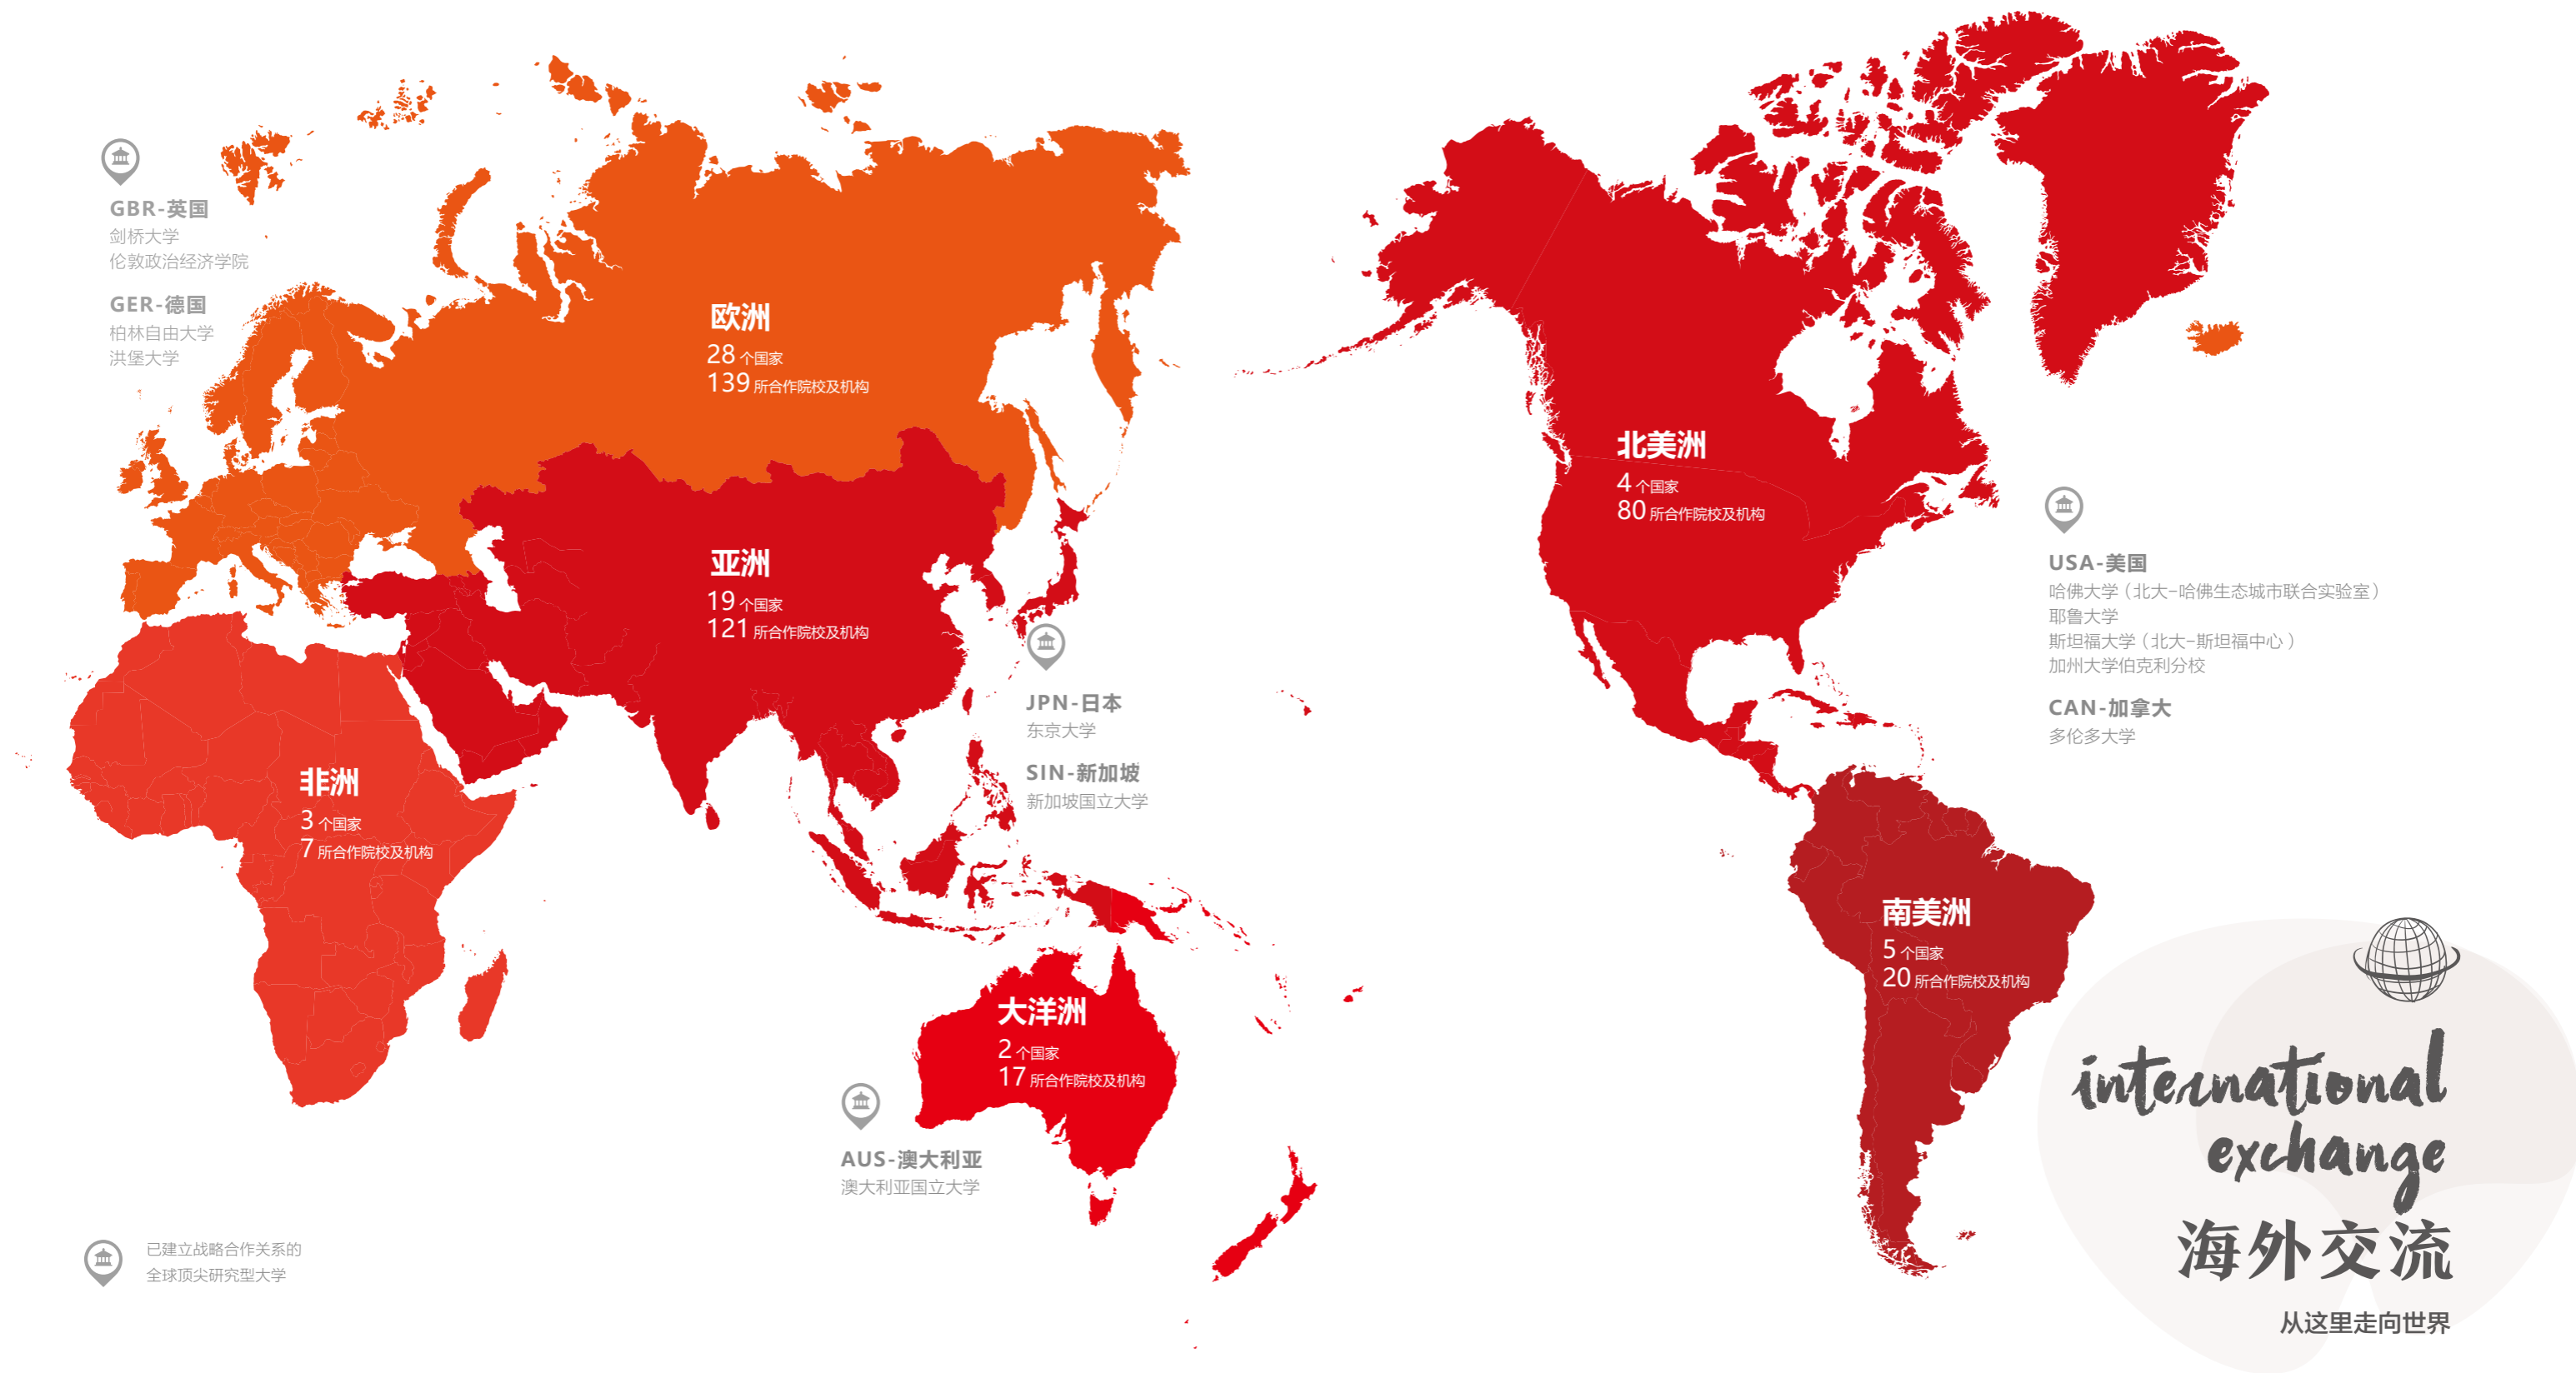 GBR-英国
剑桥大学
伦敦政治经济学院
GER-德国
柏林自由大学
洪堡大学
欧洲
28 个国家
139 所合作院校及机构
亚洲
19 个国家
121 所合作院校及机构
JPN-日本
东京大学
SIN-新加坡
新加坡国立大学
非洲
3 个国家
7 所合作院校及机构
大洋洲
2 个国家
17 所合作院校及机构
AUS-澳大利亚
澳大利亚国立大学
北美洲
4 个国家
80 所合作院校及机构
USA-美国
哈佛大学（北大-哈佛生态城市联合实验室）
耶鲁大学
斯坦福大学（北大-斯坦福中心）
加州大学伯克利分校
CAN-加拿大
多伦多大学
南美洲
5 个国家
20 所合作院校及机构
已建立战略合作关系的
全球顶尖研究型大学
international
exchange
海外交流
从这里走向世界